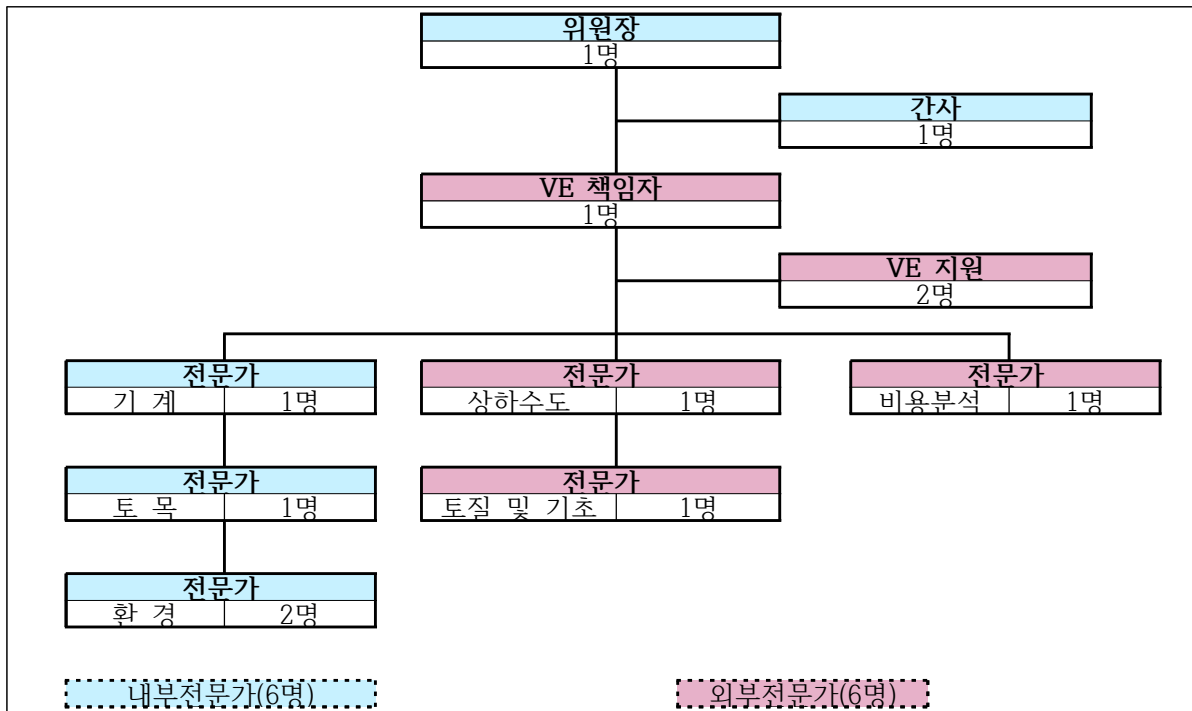 위원장
1명
간사
1명
VE 책임자
1명
VE 지원
2명
전문가 전문가 전문가
기 계 1명 상하수도 1명 비용분석 1명
전문가 전문가
토 목 1명 토질 및 기초 1명
전문가
환 경 2명
내부전문가(6명) 외부전문가(6명)